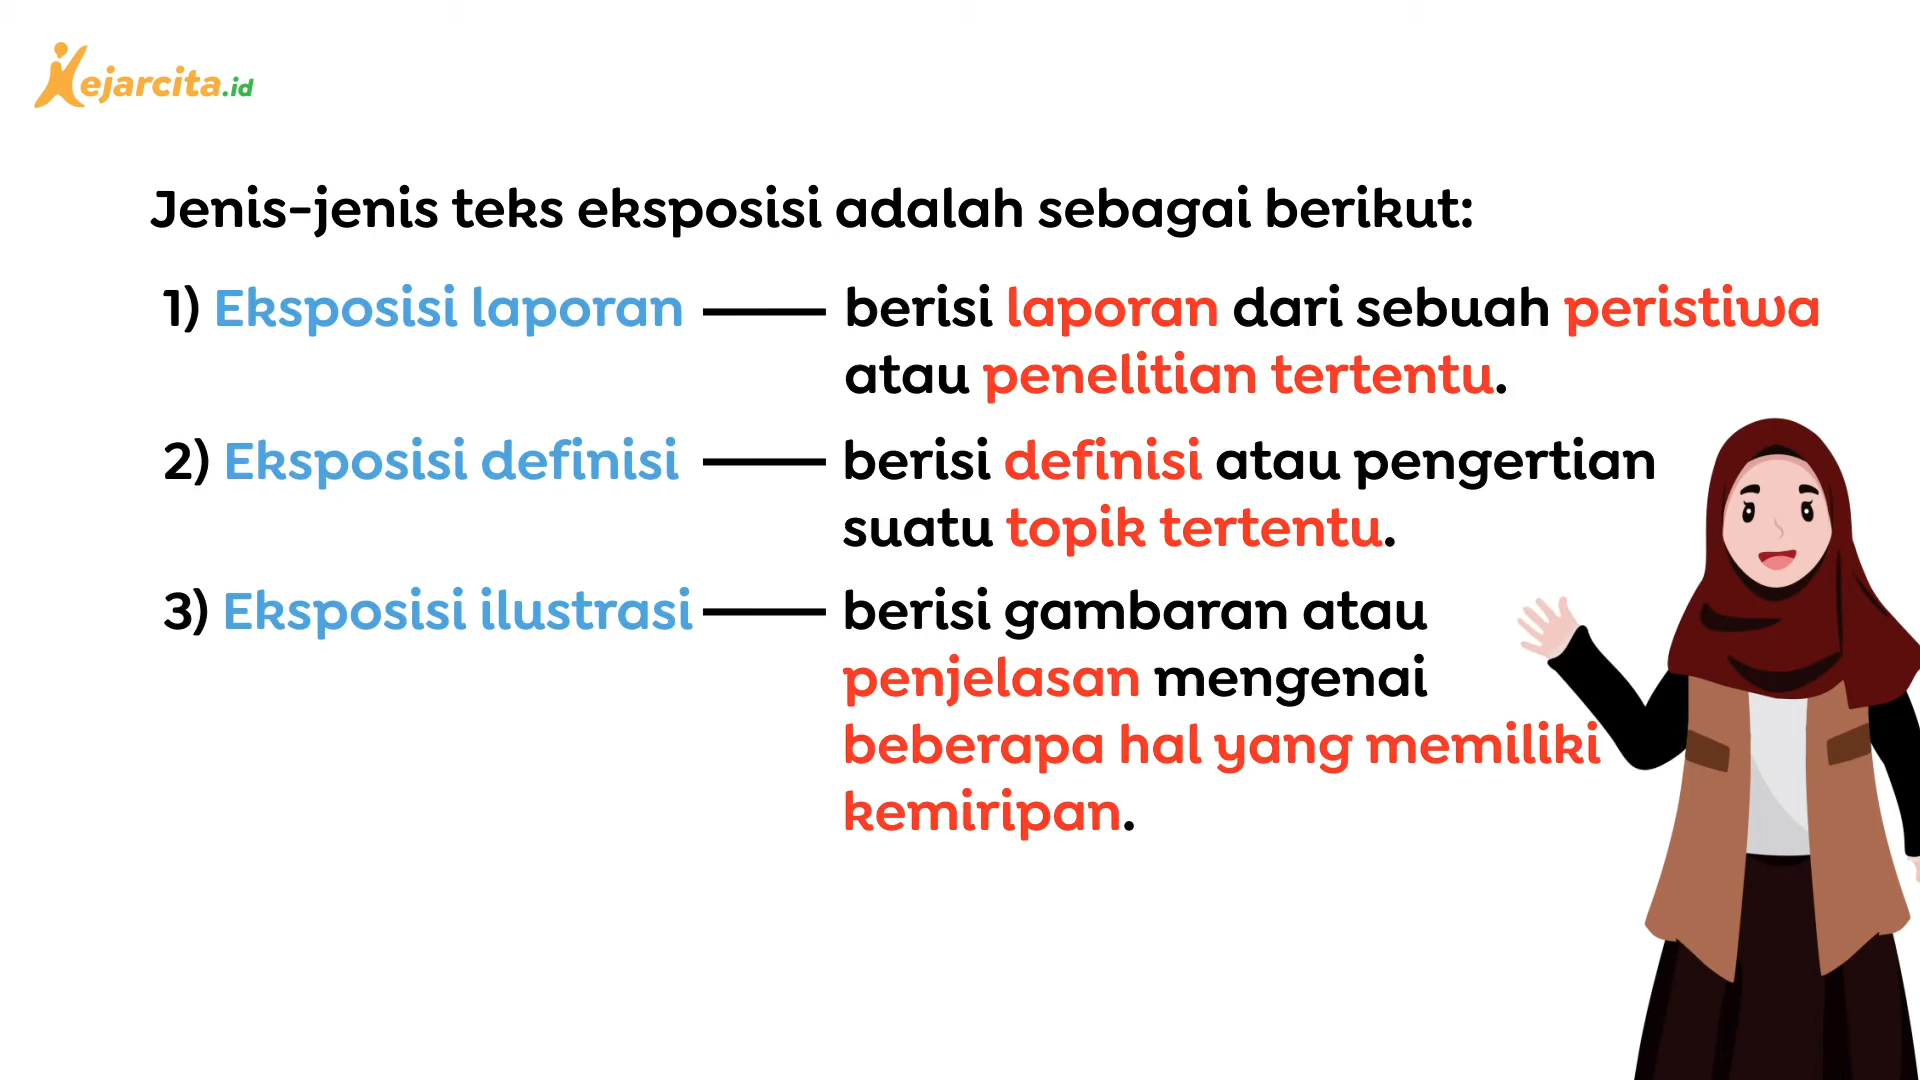 Kejarcita.id
Jenis-jenis teks eksposisi adalah sebagai berikut:
1) Eksposisi laporan — berisi laporan dari sebuah peristiwa
atau penelitian tertentu.
2) Eksposisi definisi — berisi definisi atau pengertian
suatu topik tertentu.
3) Eksposisi ilustrasi — berisi gambaran atau
penjelasan mengenai
beberapa hal yang memiliki
kemiripan.